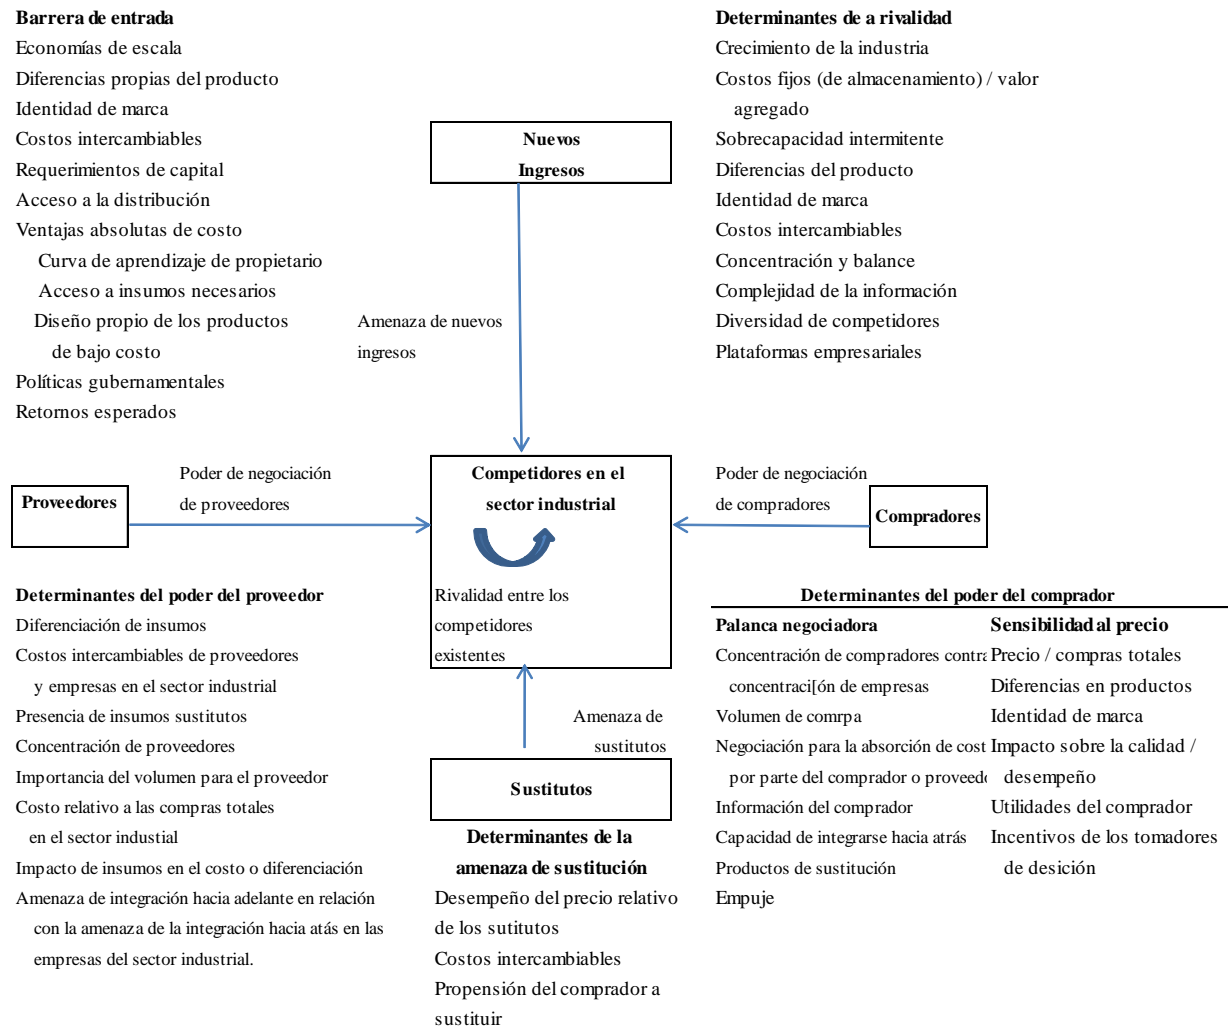 Barrera de entrada
Economías de escala
Diferencias propias del producto
Identidad de marca
Costos intercambiables
Requerimientos de capital
Acceso a la distribución
Ventajas absolutas de costo
Curva de aprendizaje de propietario
Acceso a insumos necesarios
Diseño propio de los productos
de bajo costo
Políticas gubernamentales
Retornos esperados
Nuevos
Ingresos
Amenaza de nuevos
ingresos
Determinantes de a rivalidad
Crecimiento de la industria
Costos fijos (de almacenamiento) / valor
agregado
Sobrecapacidad intermitente
Diferencias del producto
Identidad de marca
Costos intercambiables
Concentración y balance
Complejidad de la información
Diversidad de competidores
Plataformas empresariales
Proveedores
Poder de negociación
de proveedores
Competidores en el
sector industrial
Rivalidad entre los
competidores
existentes
Poder de negociación
de compradores
Compradores
Determinantes del poder del proveedor
Diferenciación de insumos
Costos intercambiables de proveedores
y empresas en el sector industrial
Presencia de insumos sustitutos
Concentración de proveedores
Importancia del volumen para el proveedor
Costo relativo a las compras totales
en el sector industial
Impacto de insumos en el costo o diferenciación
Amenaza de integración hacia adelante en relación
con la amenaza de la integración hacia atás en las
empresas del sector industrial.
Amenaza de
sustitutos
Sustitutos
Determinantes de la
amenaza de sustitución
Desempeño del precio relativo
de los sutitutos
Costos intercambiables
Propensión del comprador a
sustituir
Determinantes del poder del comprador
Palanca negociadora
Concentración de compradores contra
concentraci[ón de empresas
Volumen de comrpa
Negociación para la absorción de cost
por parte del comprador o proveed
Información del comprador
Capacidad de integrarse hacia atrás
Productos de sustitución
Empuje
Sensibilidad al precio
Precio / compras totales
Diferencias en productos
Identidad de marca
Impacto sobre la calidad /
desempeño
Utilidades del comprador
Incentivos de los tomadores
de desición